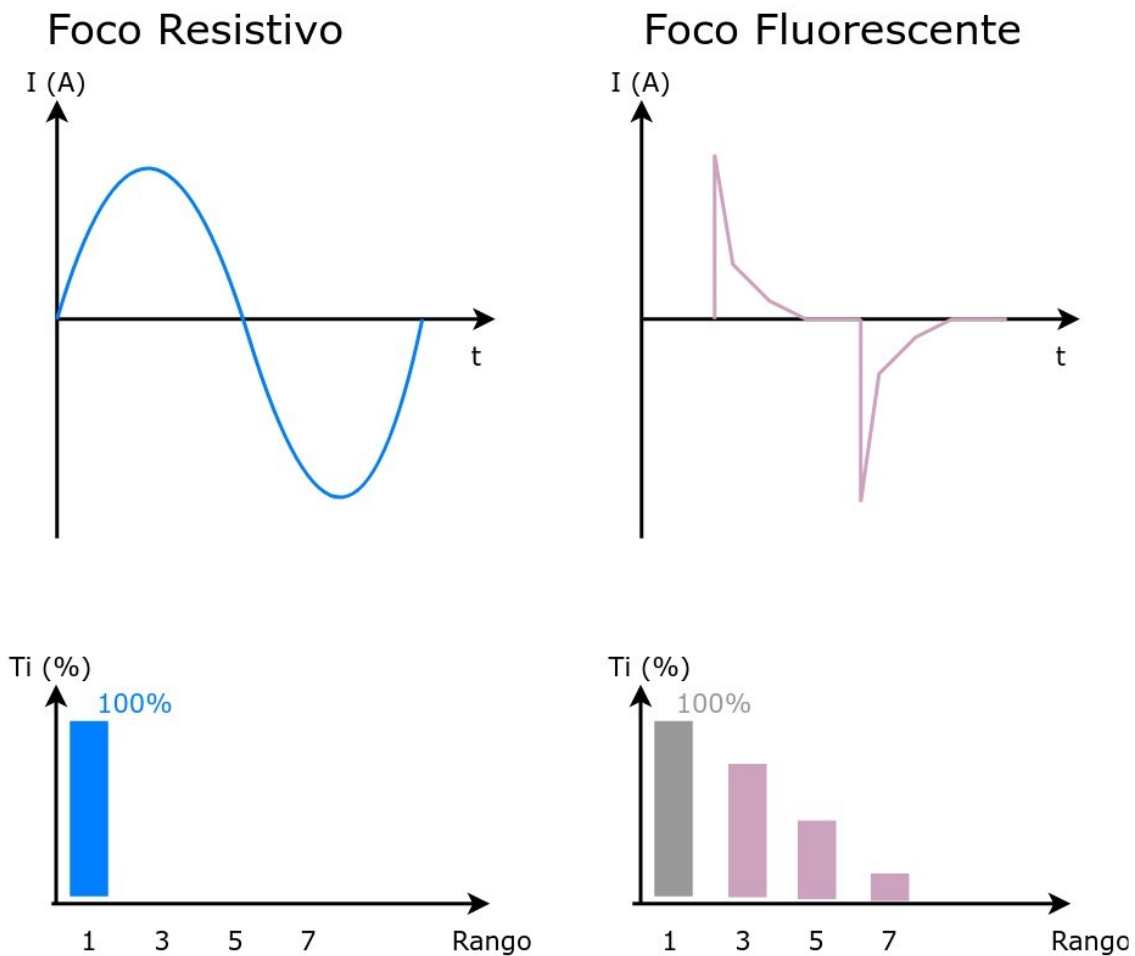 Foco Resistivo
I (A)
t
Foco Fluorescente
I (A)
t
Ti (%)
100%
1 3 5 7 Rango
Ti (%)
100%
1 3 5 7 Rango